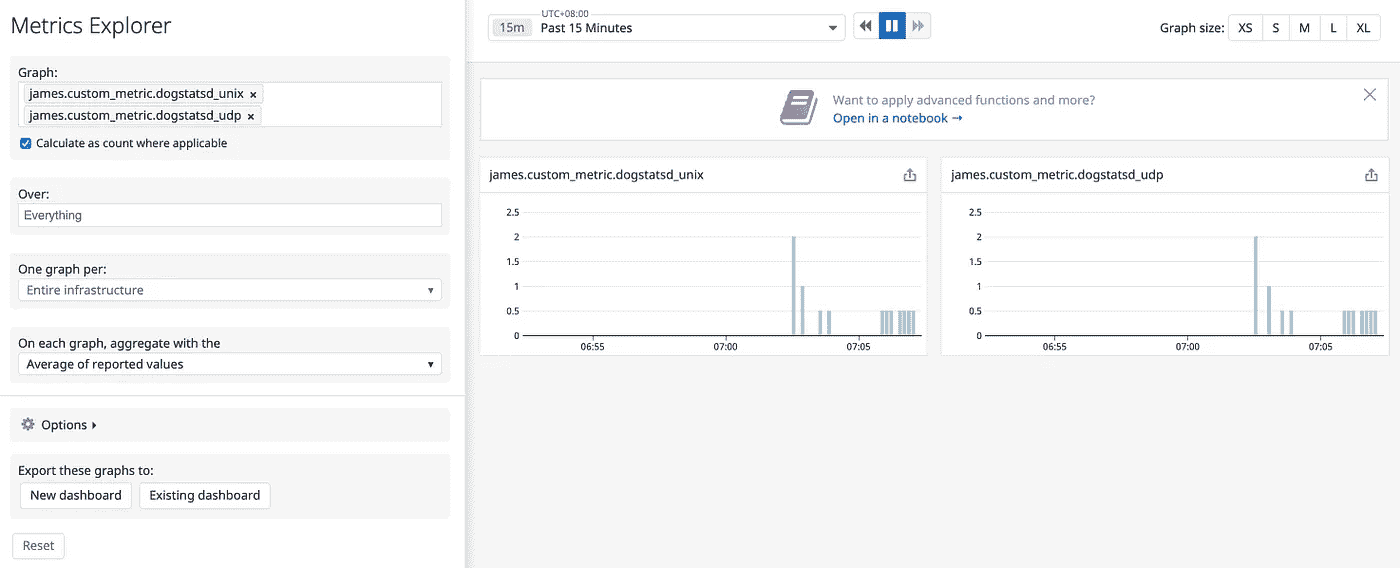 Metrics Explorer
Graph:
james.custom_metric.dogstatsd_unix ×
james.custom_metric.dogstatsd_udp ×
Calculate as count where applicable
Over:
Everything
One graph per:
Entire infrastructure
On each graph, aggregate with the
Average of reported values
Options
Export these graphs to:
New dashboard Existing dashboard
Reset
UTC+08:00
15m Past 15 Minutes
Graph size: XS S M L XL
Want to apply advanced functions and more?
Open in a notebook →
james.custom_metric.dogstatsd_unix
2.5
2
1.5
1
0.5
0
06:55 07:00 07:05
james.custom_metric.dogstatsd_udp
2.5
2
1.5
1
0.5
0
06:55 07:00 07:05